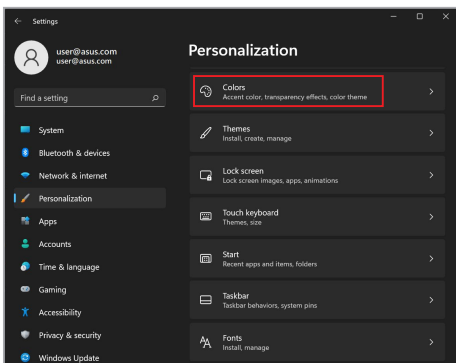 Settings
user@asus.com
user@asus.com
Find a setting
System
Bluetooth & devices
Network & internet
Personalization
Apps
Accounts
Time & language
Gaming
Accessibility
Privacy & security
Windows Update
Personalization
Colors
Accent color, transparency effects, color theme
Themes
Install, create, manage
Lock screen
Lock screen images, apps, animations
Touch keyboard
Themes, size
Start
Recent apps and items, folders
Taskbar
Taskbar behaviors, system pins
Fonts
Install, manage